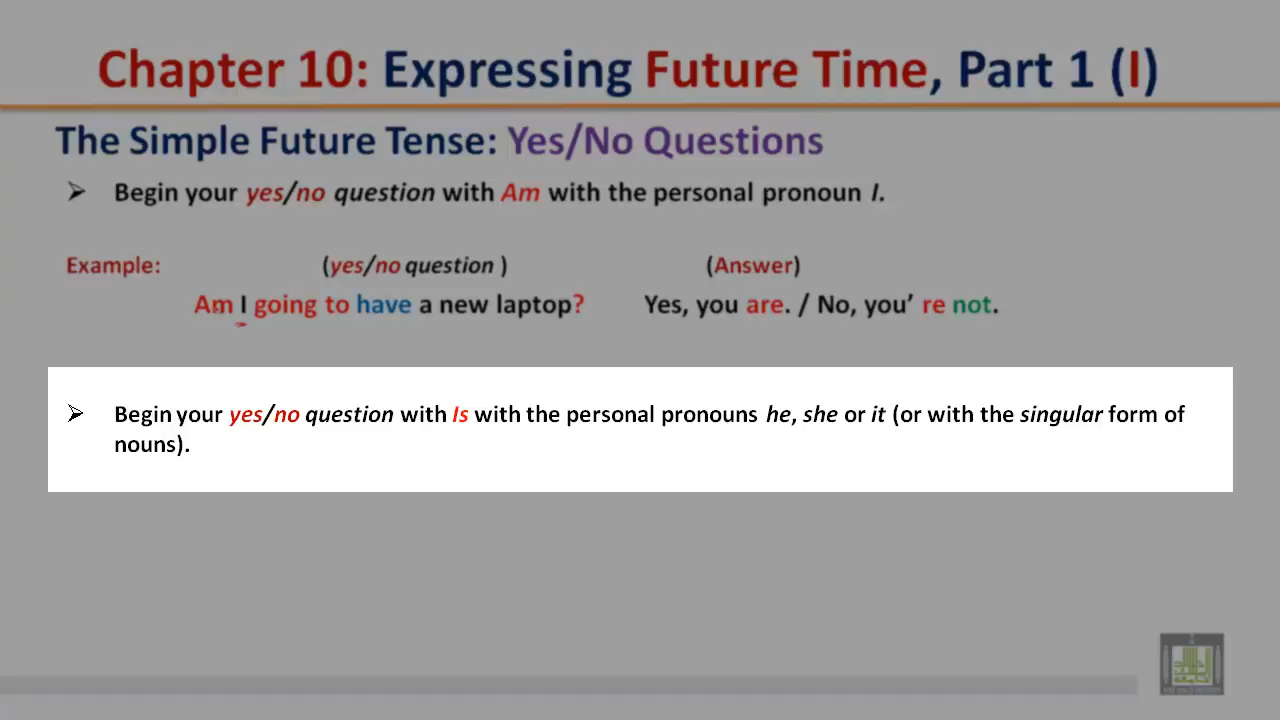 Chapter 10: Expressing Future Time, Part 1 (I)
The Simple Future Tense: Yes/No Questions
➢ Begin your yes/no question with Am with the personal pronoun I.
Example: (yes/no question ) (Answer)
Am I going to have a new laptop? Yes, you are. / No, you’ re not.
➢ Begin your yes/no question with Is with the personal pronouns he, she or it (or with the singular form of
nouns).